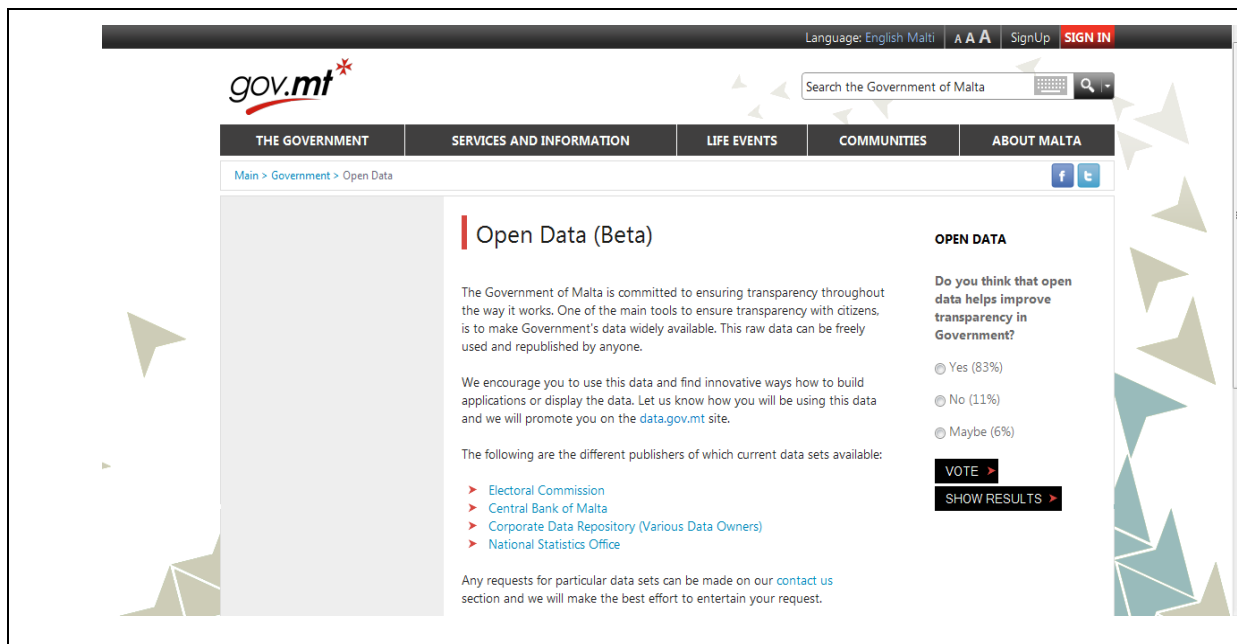 Language: English Malti A A A SignUp SIGN IN
gov.mt
Search the Government of Malta
THE GOVERNMENT SERVICES AND INFORMATION LIFE EVENTS COMMUNITIES ABOUT MALTA
Main > Government > Open Data
Open Data (Beta)
The Government of Malta is committed to ensuring transparency throughout
the way it works. One of the main tools to ensure transparency with citizens,
is to make Government's data widely available. This raw data can be freely
used and republished by anyone.
We encourage you to use this data and find innovative ways how to build
applications or display the data. Let us know how you will be using this data
and we will promote you on the data.gov.mt site.
The following are the different publishers of which current data sets available:
Electoral Commission
Central Bank of Malta
Corporate Data Repository (Various Data Owners)
National Statistics Office
Any requests for particular data sets can be made on our contact us
section and we will make the best effort to entertain your request.
OPEN DATA
Do you think that open
data helps improve
transparency in
Government?
Yes (83%)
No (11%)
Maybe (6%)
VOTE
SHOW RESULTS